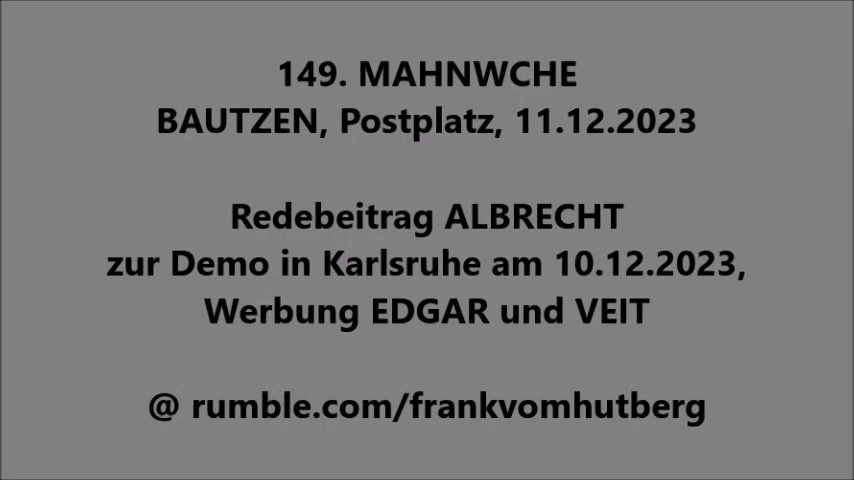 149. MAHNWCHE
BAUTZEN, Postplatz, 11.12.2023
Redebeitrag ALBRECHT
zur Demo in Karlsruhe am 10.12.2023,
Werbung EDGAR und VEIT
@ rumble.com/frankvomhutberg